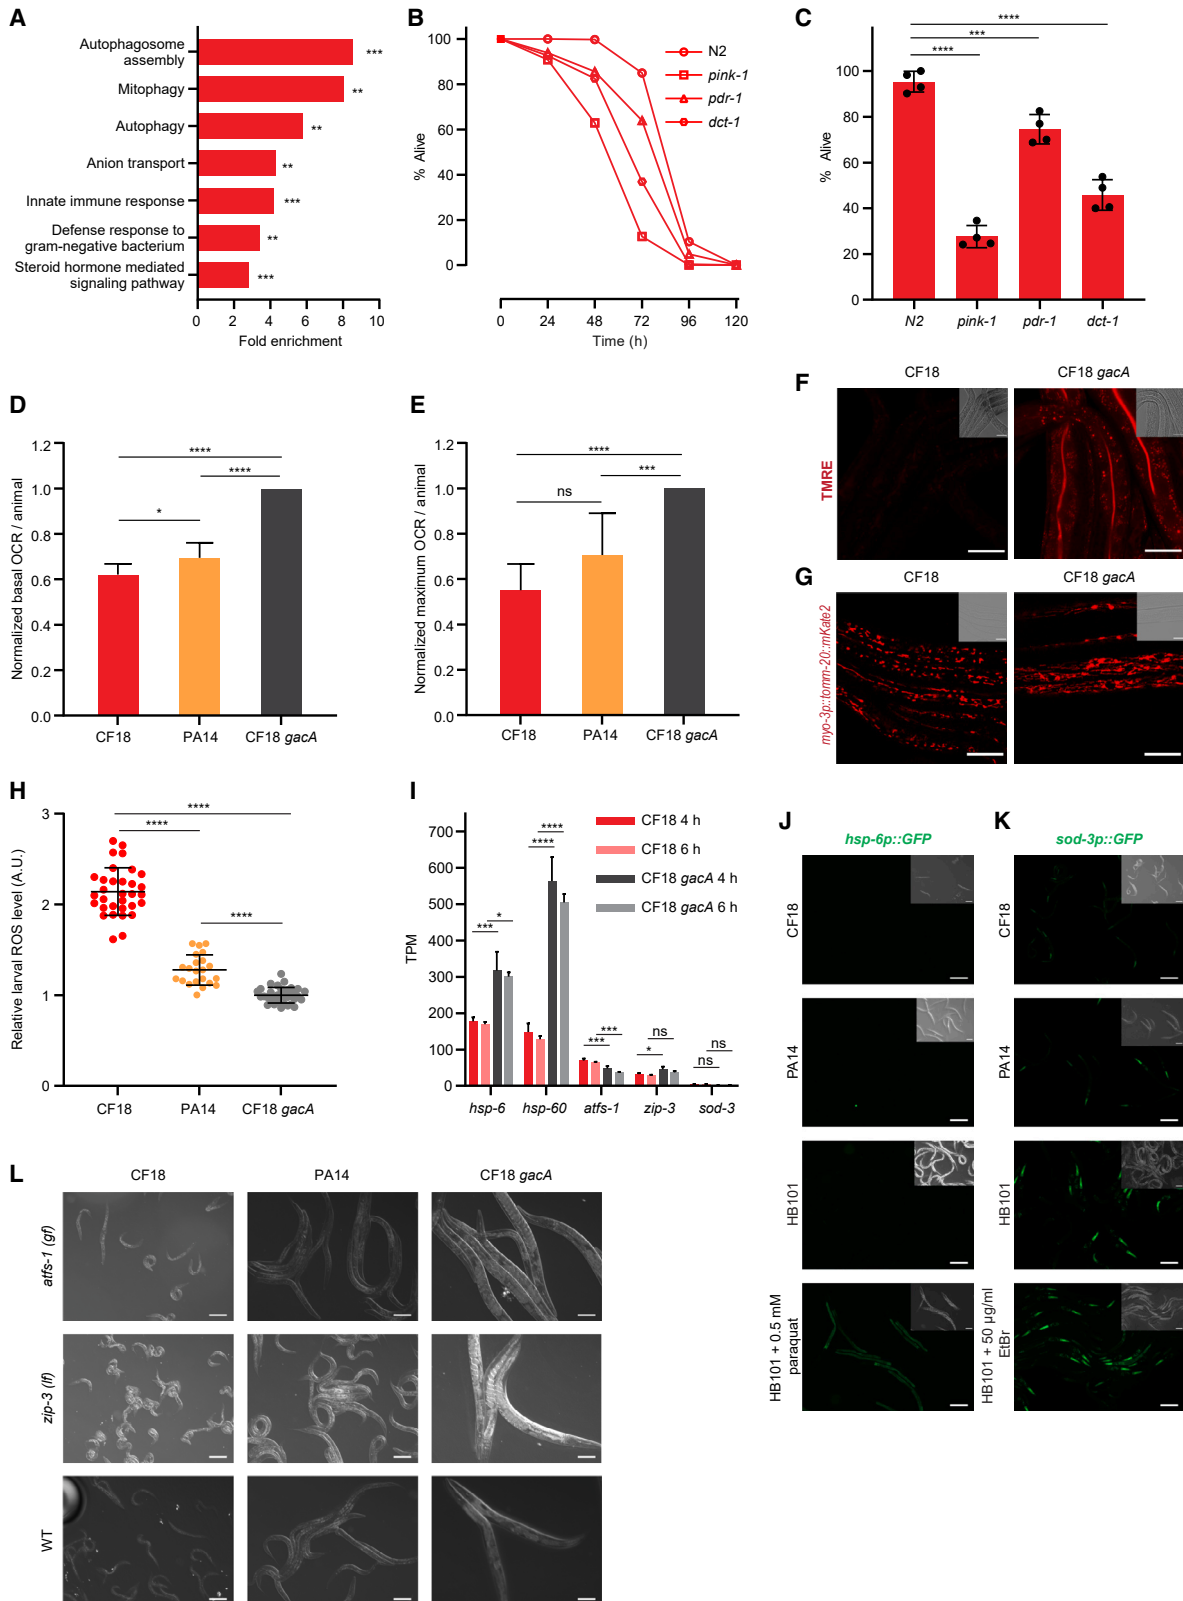 A
Autophagosome
assembly
Mitophagy
Autophagy
Anion transport
Innate immune response
Defense response to
gram-negative bacterium
Steroid hormone mediated
signaling pathway
***
**
**
**
***
**
***
0 2 4 6 8 10
Fold enrichment
B
% Alive
100
80
60
40
20
0
N2
pink-1
pdr-1
dct-1
0 24 48 72 96 120
Time (h)
C
****
***
****
% Alive
100
80
60
40
20
0
N2 pink-1 pdr-1 dct-1
D
Normalized basal OCR / animal
1.2
1.0
0.8
0.6
0.4
0.2
0.0
****
****
*
CF18 PA14 CF18 gacA
E
Normalized maximum OCR / animal
1.2
1.0
0.8
0.6
0.4
0.2
0.0
****
***
ns
CF18 PA14 CF18 gacA
F
CF18 CF18 gacA
TMRE
G
CF18 CF18 gacA
myo-3p::tomm-20::mKate2
H
Relative larval ROS level (A.U.)
3
2
1
0
****
****
****
CF18 PA14 CF18 gacA
I
TPM
700
600
500
400
300
200
100
0
CF18 4 h
CF18 6 h
CF18 gacA 4 h
CF18 gacA 6 h
*
***
****
****
***
***
ns
*
ns
ns
hsp-6 hsp-60 atfs-1 zip-3 sod-3
J
hsp-6p::GFP
CF18
PA14
HB101
HB101 + 0.5 mM
paraquat
K
sod-3p::GFP
CF18
PA14
HB101
HB101 + 50 µg/ml
EtBr
L
CF18 PA14 CF18 gacA
atfs-1 (gf)
zip-3 (lf)
WT